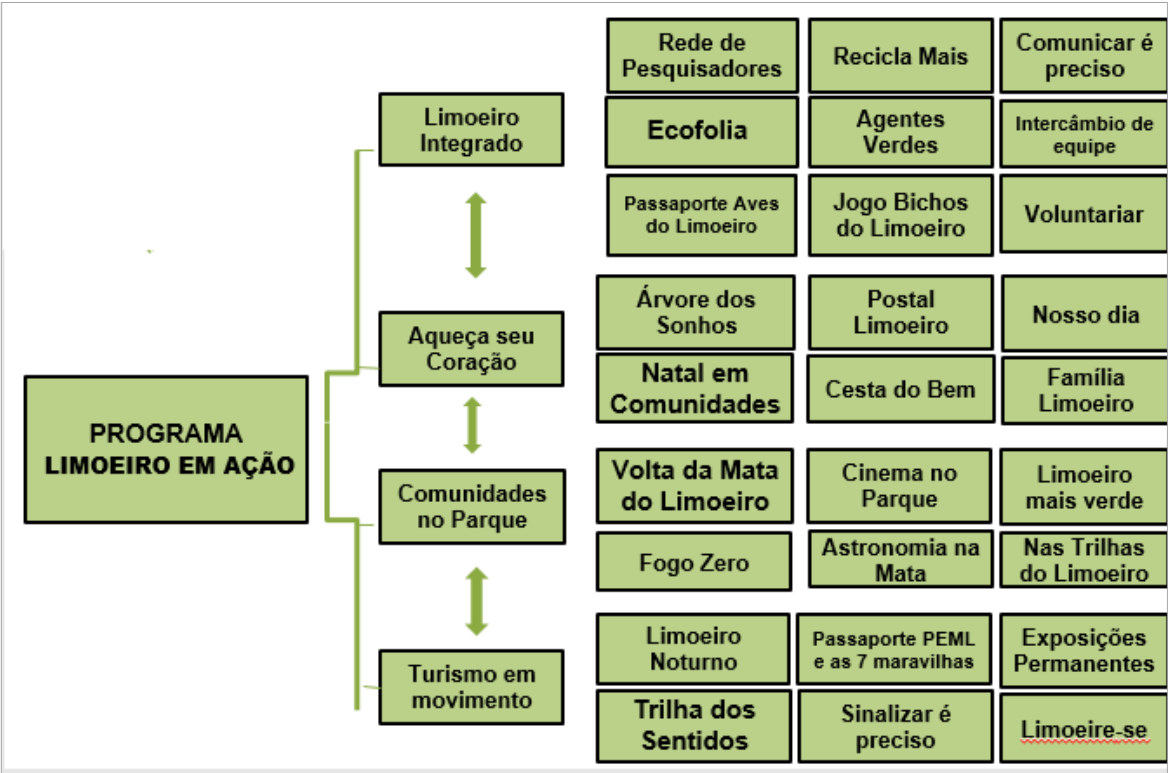 PROGRAMA
LIMOEIRO EM AÇÃO
Limoeiro
Integrado
Rede de
Pesquisadores
Recicla Mais
Comunicar é
preciso
Ecofolia
Agentes
Verdes
Intercâmbio de
equipe
Passaporte Aves
do Limoeiro
Jogo Bichos
do Limoeiro
Voluntariar
Aqueça seu
Coração
Árvore dos
Sonhos
Postal
Limoeiro
Nosso dia
Natal em
Comunidades
Cesta do Bem
Família
Limoeiro
Comunidades
no Parque
Volta da Mata
do Limoeiro
Cinema no
Parque
Limoeiro
mais verde
Fogo Zero
Astronomia na
Mata
Nas Trilhas
do Limoeiro
Turismo em
movimento
Limoeiro
Noturno
Passaporte PEML
e as 7 maravilhas
Exposições
Permanentes
Trilha dos
Sentidos
Sinalizar é
preciso
Limoeire-se